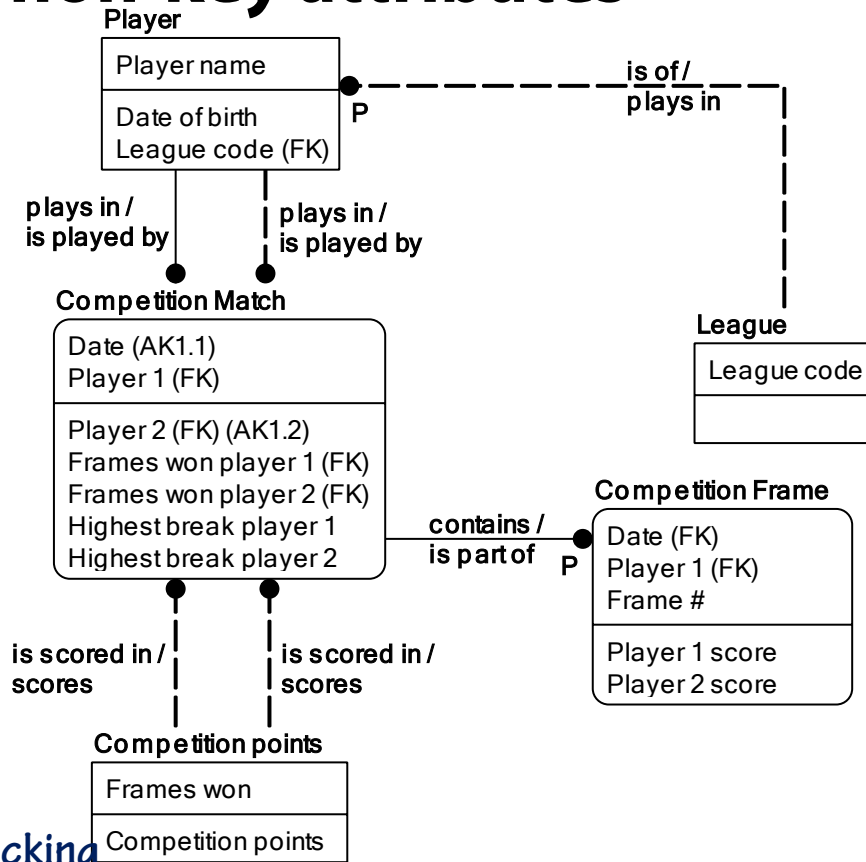 non-key attributes
Player
Player name
Date of birth
League code (FK)
is of /
plays in
P
plays in /
is played by
plays in /
is played by
Competition Match
Date (AK1.1)
Player 1 (FK)
Player 2 (FK) (AK1.2)
Frames won player 1 (FK)
Frames won player 2 (FK)
Highest break player 1
Highest break player 2
League
League code
contains /
is part of
P
Competition Frame
Date (FK)
Player 1 (FK)
Frame #
Player 1 score
Player 2 score
is scored in /
scores
is scored in /
scores
Competition points
Frames won
Competition points
cking